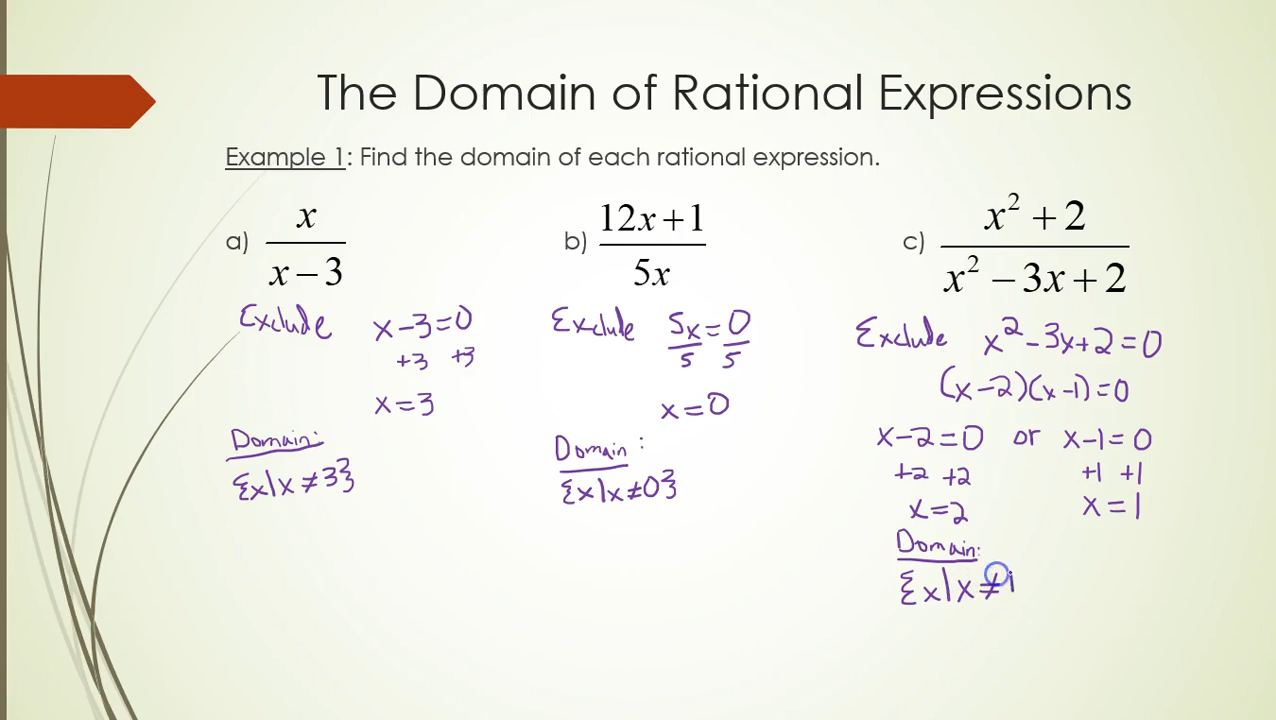 The Domain of Rational Expressions
Example 1: Find the domain of each rational expression.
a) x / (x − 3)
Exclude x-3=0
+3 +3
x=3
Domain:
{x|x≠3}
b) (12x + 1) / 5x
Exclude 5x=0
5 5
x=0
Domain:
{x|x≠0}
c) (x² + 2) / (x² − 3x + 2)
Exclude x²-3x+2=0
(x-2)(x-1)=0
x-2=0 or x-1=0
+2 +2 +1 +1
x=2 x=1
Domain:
{x|x≠1